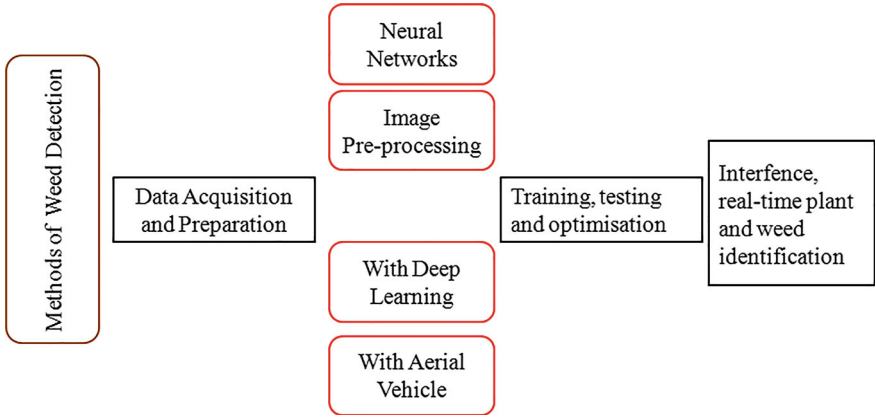 Methods of Weed Detection
Data Acquisition
and Preparation
Neural
Networks
Image
Pre-processing
With Deep
Learning
With Aerial
Vehicle
Training, testing
and optimisation
Interfence,
real-time plant
and weed
identification